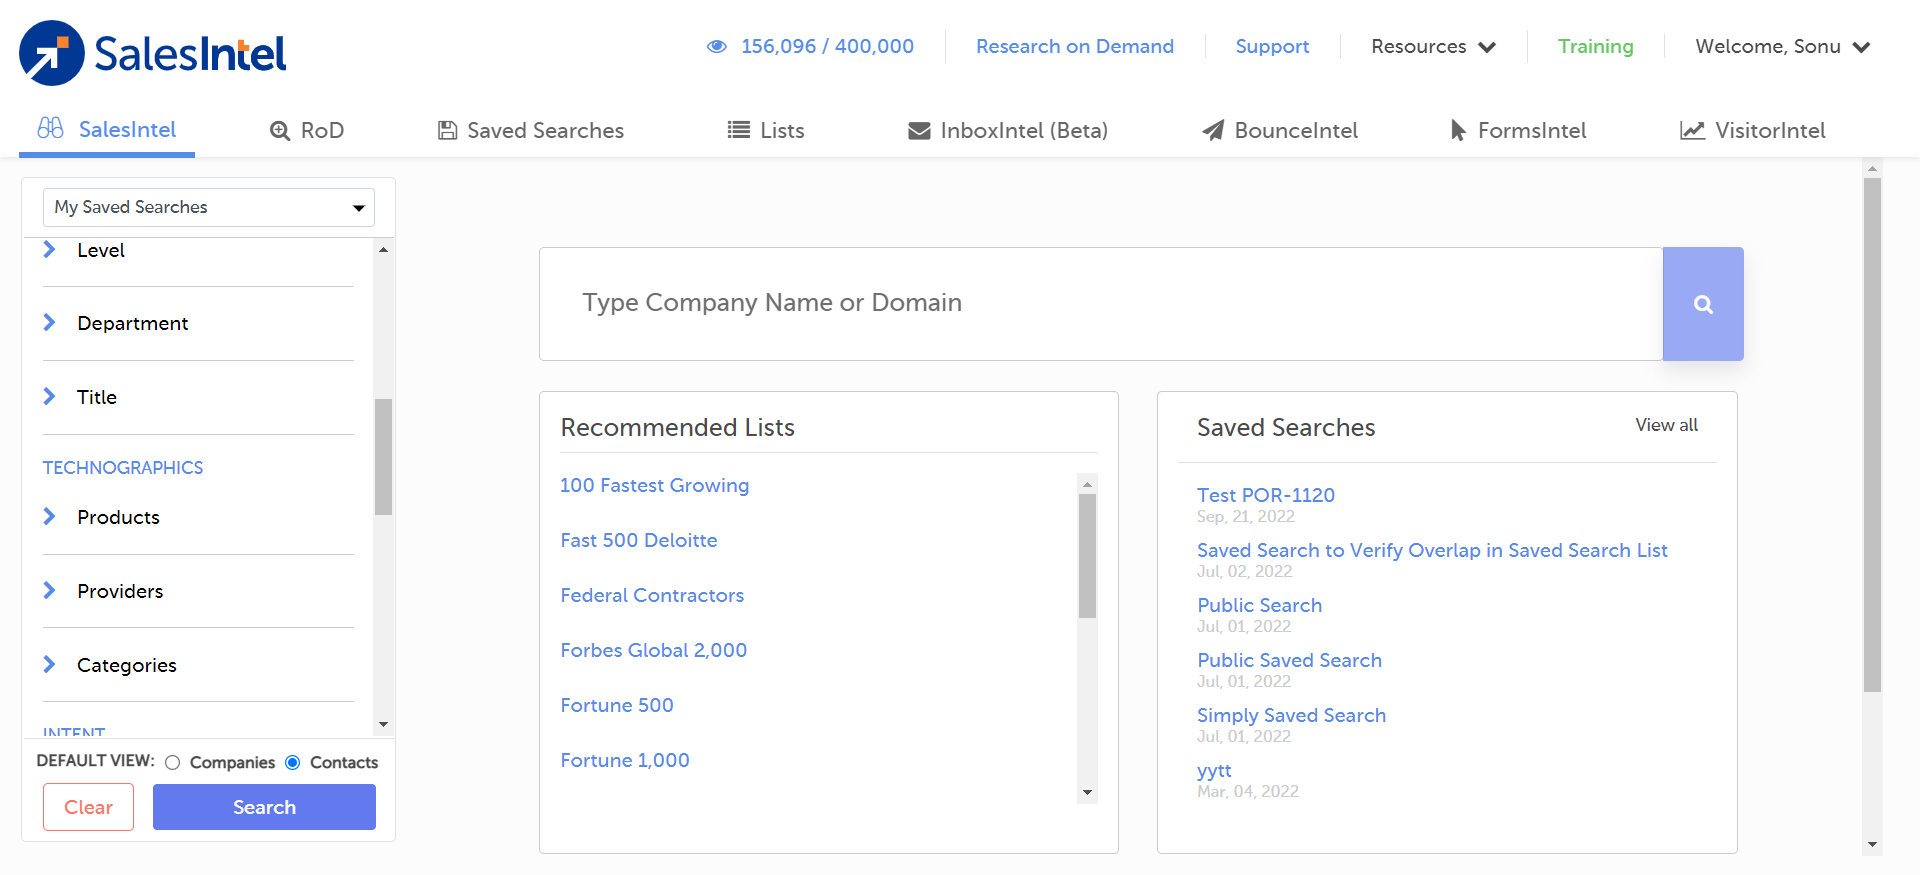 SalesIntel
156,096 / 400,000
Research on Demand
Support
Resources
Training
Welcome, Sonu
SalesIntel
RoD
Saved Searches
Lists
InboxIntel (Beta)
BounceIntel
FormsIntel
VisitorIntel
My Saved Searches
Level
Department
Title
TECHNOGRAPHICS
Products
Providers
Categories
INTENT
DEFAULT VIEW:
Companies
Contacts
Clear
Search
Type Company Name or Domain
Recommended Lists
100 Fastest Growing
Fast 500 Deloitte
Federal Contractors
Forbes Global 2,000
Fortune 500
Fortune 1,000
Saved Searches
View all
Test POR-1120
Sep, 21, 2022
Saved Search to Verify Overlap in Saved Search List
Jul, 02, 2022
Public Search
Jul, 01, 2022
Public Saved Search
Jul, 01, 2022
Simply Saved Search
Jul, 01, 2022
yytt
Mar, 04, 2022